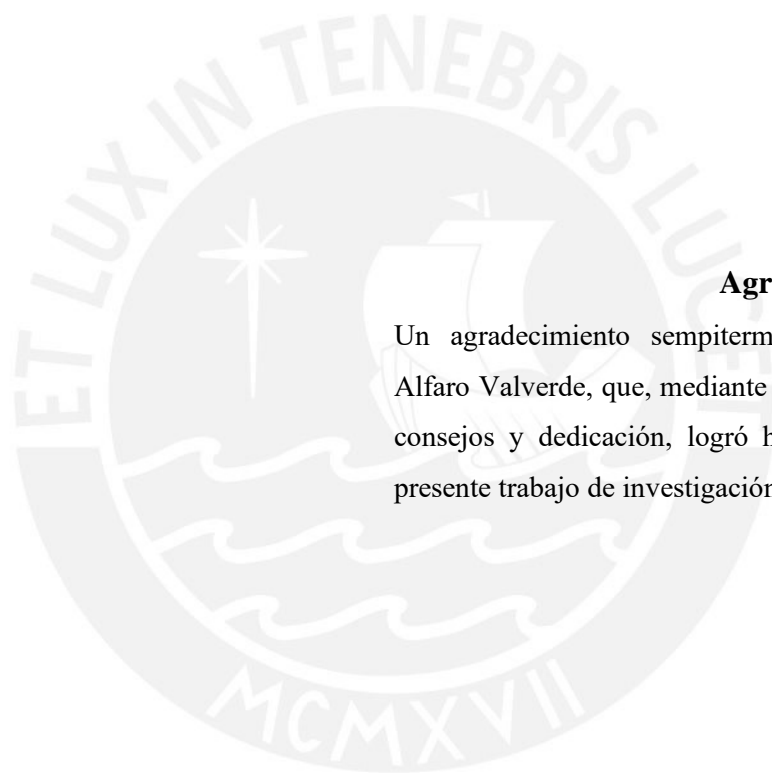 ET LUX IN TENEBRIS LUCET
Agr
Un agradecimiento sempiterm
Alfaro Valverde, que, mediante
consejos y dedicación, logró h
presente trabajo de investigación
MCMXVII